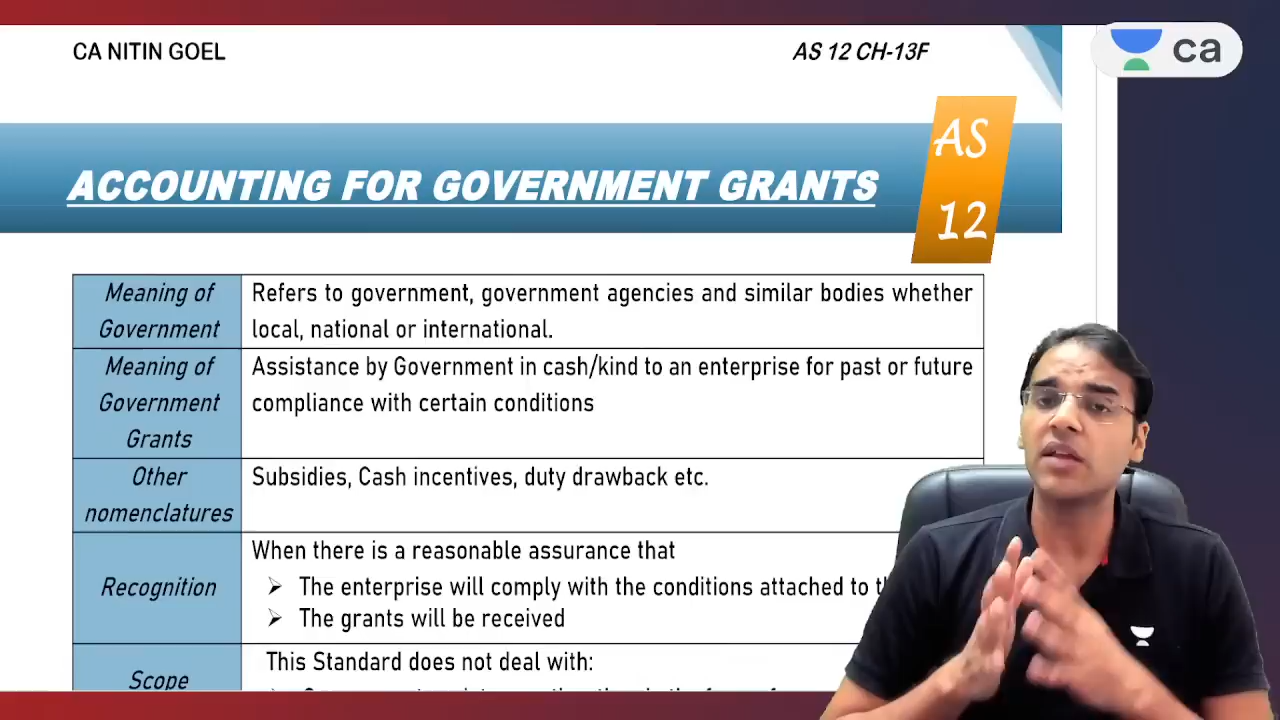 CA NITIN GOEL
AS 12 CH-13F
ca
ACCOUNTING FOR GOVERNMENT GRANTS
AS
12
Meaning of
Government
Refers to government, government agencies and similar bodies whether
local, national or international.
Meaning of
Government
Grants
Assistance by Government in cash/kind to an enterprise for past or future
compliance with certain conditions
Other
nomenclatures
Subsidies, Cash incentives, duty drawback etc.
Recognition
When there is a reasonable assurance that
➢ The enterprise will comply with the conditions attached to
➢ The grants will be received
Scope
This Standard does not deal with: